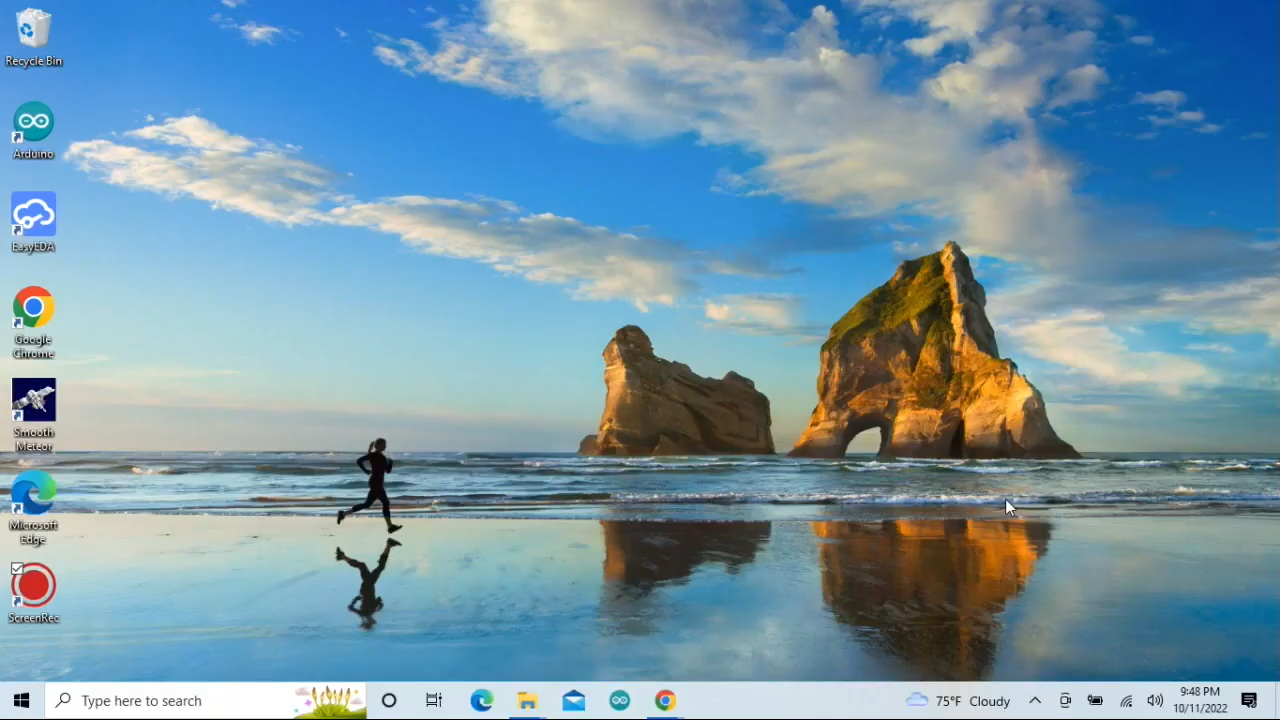 Recycle Bin
Arduino
EasyEDA
Google
Chrome
Smooth
Meteor
Microsoft
Edge
ScreenRec
Type here to search
75°F Cloudy
9:48 PM
10/11/2022